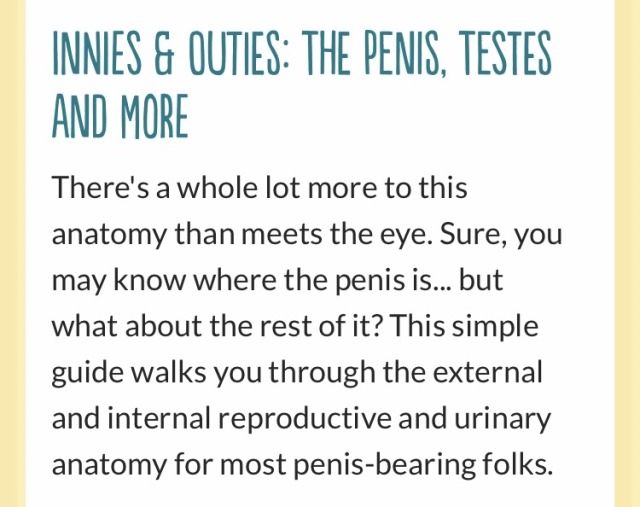 INNIES & OUTIES: THE PENIS, TESTES
AND MORE
There's a whole lot more to this
anatomy than meets the eye. Sure, you
may know where the penis is... but
what about the rest of it? This simple
guide walks you through the external
and internal reproductive and urinary
anatomy for most penis-bearing folks.